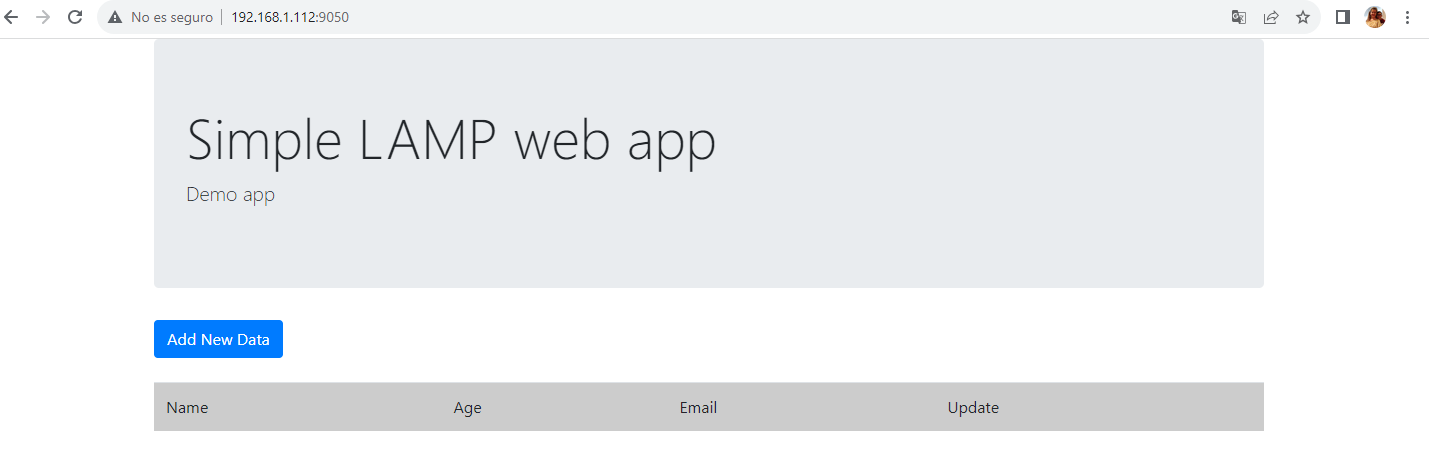 No es seguro | 192.168.1.112:9050
Simple LAMP web app
Demo app
Add New Data
Name Age Email Update